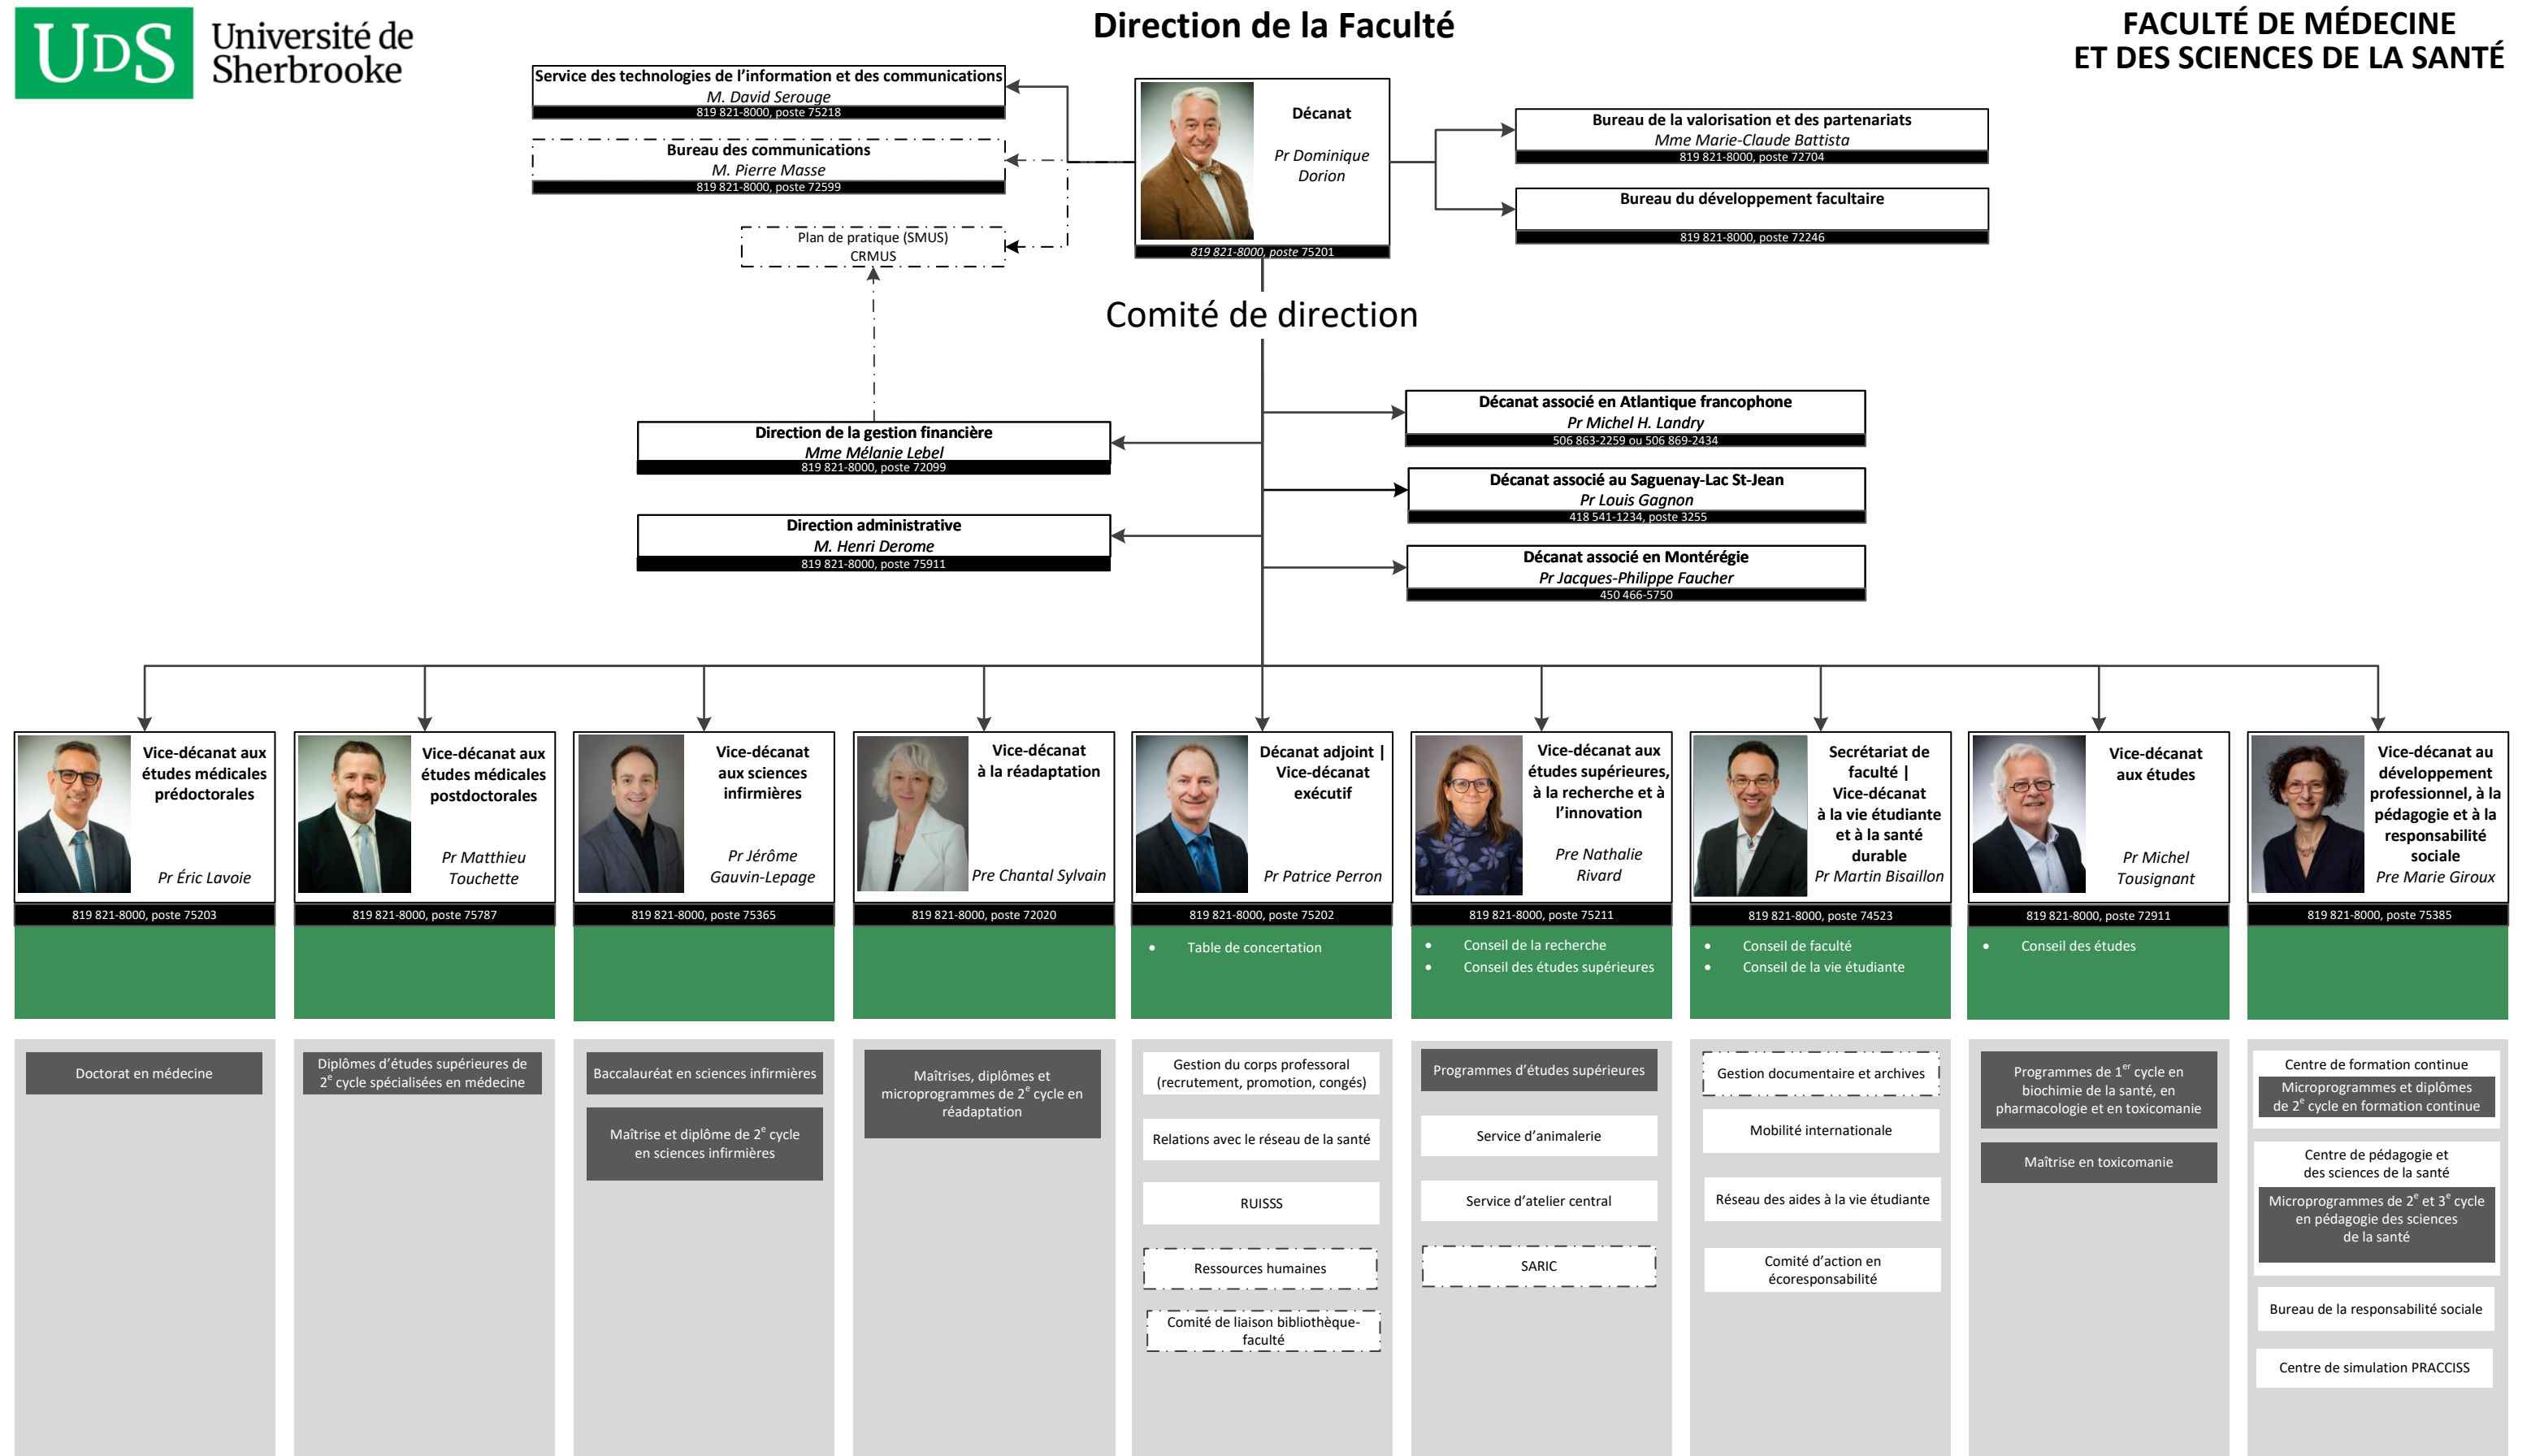 UDS
Université de
Sherbrooke
Direction de la Faculté
FACULTÉ DE MÉDECINE
ET DES SCIENCES DE LA SANTÉ
Service des technologies de l'information et des communications
M. David Serouge
819 821-8000, poste 75218
Bureau des communications
M. Pierre Masse
819 821-8000, poste 72599
Plan de pratique (SMUS)
CRMUS
Décanat
Pr Dominique
Dorion
819 821-8000, poste 75201
Bureau de la valorisation et des partenariats
Mme Marie-Claude Battista
819 821-8000, poste 72704
Bureau du développement facultaire
819 821-8000, poste 72246
Comité de direction
Direction de la gestion financière
Mme Mélanie Lebel
819 821-8000, poste 72099
Direction administrative
M. Henri Derome
819 821-8000, poste 75911
Décanat associé en Atlantique francophone
Pr Michel H. Landry
506 863-2259 ou 506 869-2434
Décanat associé au Saguenay-Lac St-Jean
Pr Louis Gagnon
418 541-1234, poste 3255
Décanat associé en Montérégie
Pr Jacques-Philippe Faucher
450 466-5750
Vice-décanat aux
études médicales
prédoctorales
Pr Éric Lavoie
819 821-8000, poste 75203
Doctorat en médecine
Vice-décanat aux
études médicales
postdoctorales
Pr Matthieu
Touchette
819 821-8000, poste 75787
Diplômes d'études supérieures de
2e cycle spécialisées en médecine
Vice-décanat
aux sciences
infirmières
Pr Jérôme
Gauvin-Lepage
819 821-8000, poste 75365
Baccalauréat en sciences infirmières
Maîtrise et diplôme de 2e cycle
en sciences infirmières
Vice-décanat
à la réadaptation
Pre Chantal Sylvain
819 821-8000, poste 72020
Maîtrises, diplômes et
microprogrammes de 2e cycle en
réadaptation
Décanat adjoint |
Vice-décanat
exécutif
Pr Patrice Perron
819 821-8000, poste 75202
• Table de concertation
Gestion du corps professoral
(recrutement, promotion, congés)
Relations avec le réseau de la santé
RUISSS
Ressources humaines
Comité de liaison bibliothèque-
faculté
Vice-décanat aux
études supérieures,
à la recherche et à
l'innovation
Pre Nathalie
Rivard
819 821-8000, poste 75211
• Conseil de la recherche
• Conseil des études supérieures
Programmes d'études supérieures
Service d'animalerie
Service d'atelier central
SARIC
Secrétariat de
faculté |
Vice-décanat
à la vie étudiante
et à la santé
durable
Pr Martin Bisaillon
819 821-8000, poste 74523
• Conseil de faculté
• Conseil de la vie étudiante
Gestion documentaire et archives
Mobilité internationale
Réseau des aides à la vie étudiante
Comité d'action en
écoresponsabilité
Vice-décanat
aux études
Pr Michel
Tousignant
819 821-8000, poste 72911
• Conseil des études
Programmes de 1er cycle en
biochimie de la santé, en
pharmacologie et en toxicomanie
Maîtrise en toxicomanie
Vice-décanat au
développement
professionnel, à la
pédagogie et à la
responsabilité
sociale
Pre Marie Giroux
819 821-8000, poste 75385
Centre de formation continue
Microprogrammes et diplômes
de 2e cycle en formation continue
Centre de pédagogie et
des sciences de la santé
Microprogrammes de 2e et 3e cycle
en pédagogie des sciences
de la santé
Bureau de la responsabilité sociale
Centre de simulation PRACCISS